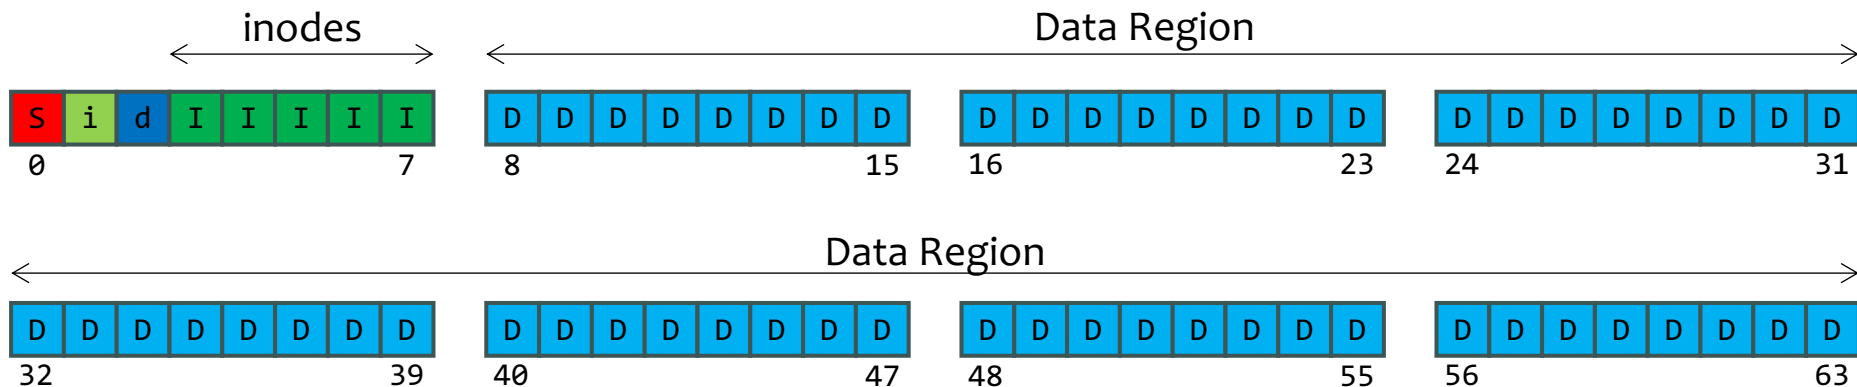 inodes Data Region
S i d I I I I I D D D D D D D D D D D D D D D D D D D D D D D D
0 7 8 15 16 23 24 31
Data Region
D D D D D D D D D D D D D D D D D D D D D D D D D D D D D D D D
32 39 40 47 48 55 56 63